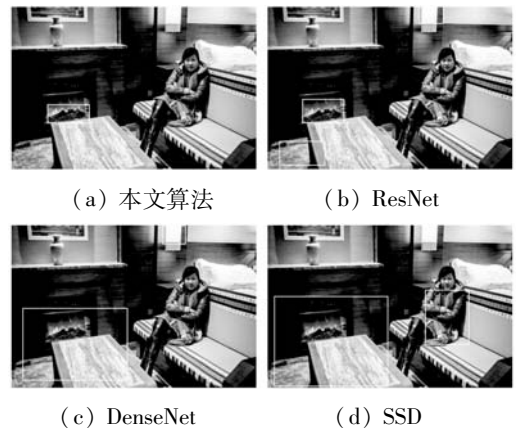 (a) 本文算法
(b) ResNet
(c) DenseNet
(d) SSD